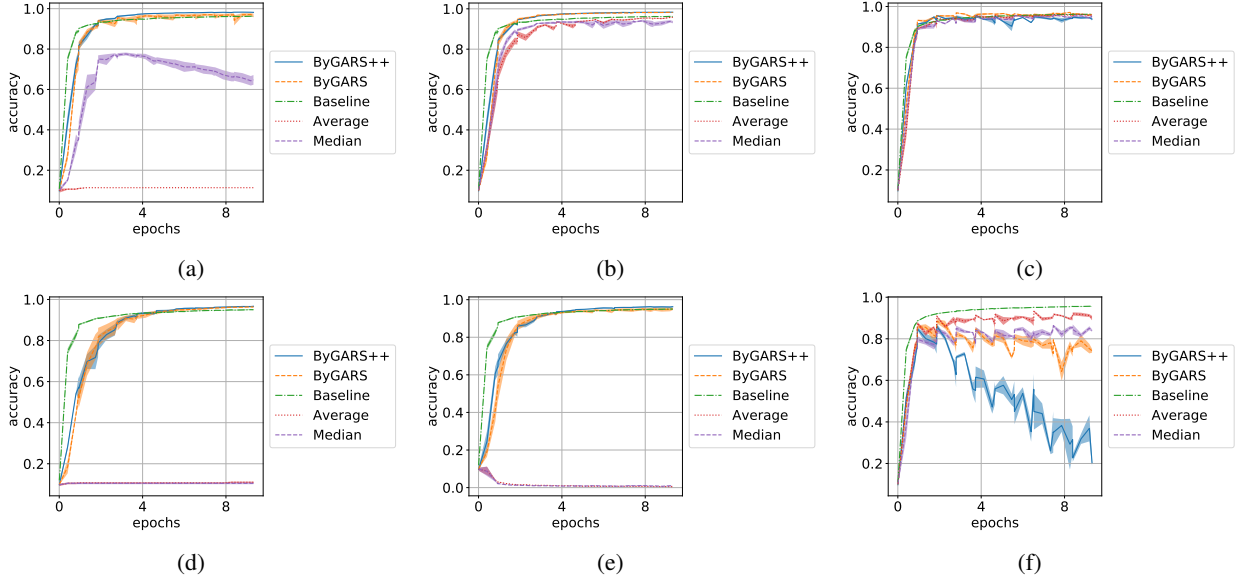 1.0
0.8
0.6
0.4
0.2
accuracy
0
4
8
epochs
ByGARS++
ByGARS
Baseline
Average
Median
(a)
1.0
0.8
0.6
0.4
0.2
accuracy
0
4
8
epochs
ByGARS++
ByGARS
Baseline
Average
Median
(b)
1.0
0.8
0.6
0.4
0.2
accuracy
0
4
8
epochs
ByGARS++
ByGARS
Baseline
Average
Median
(c)
1.0
0.8
0.6
0.4
0.2
accuracy
0
4
8
epochs
ByGARS++
ByGARS
Baseline
Average
Median
(d)
1.0
0.8
0.6
0.4
0.2
0.0
accuracy
0
4
8
epochs
ByGARS++
ByGARS
Baseline
Average
Median
(e)
1.0
0.8
0.6
0.4
0.2
accuracy
0
4
8
epochs
ByGARS++
ByGARS
Baseline
Average
Median
(f)